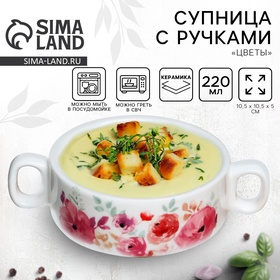 SIMA
LAND
SIMA-LAND.RU
СУПНИЦА
С РУЧКАМИ
«ЦВЕТЫ»
МОЖНО МЫТЬ
В ПОСУДОМОЙКЕ
МОЖНО ГРЕТЬ
В СВЧ
КЕРАМИКА
220
МЛ
10,5 х 10,5 х 5
СМ